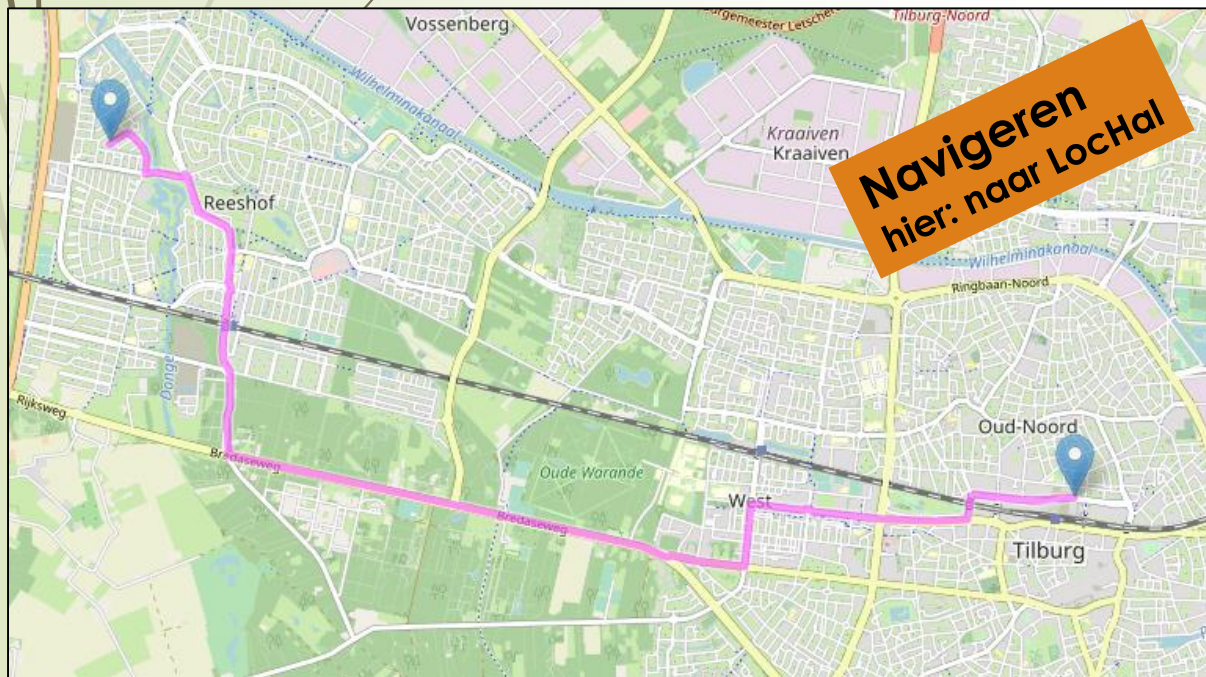 Vossenberg
Tilburg-Noord
Wilhelminakanaal
Kraaiven
Kraaiven
Navigeren
hier: naar LocHal
Reeshof
Wilhelminakanaal
Ringbaan-Noord
Donge
Rijksweg
Bredaseweg
Oud-Noord
Oude Warande
West
Bredaseweg
Tilburg